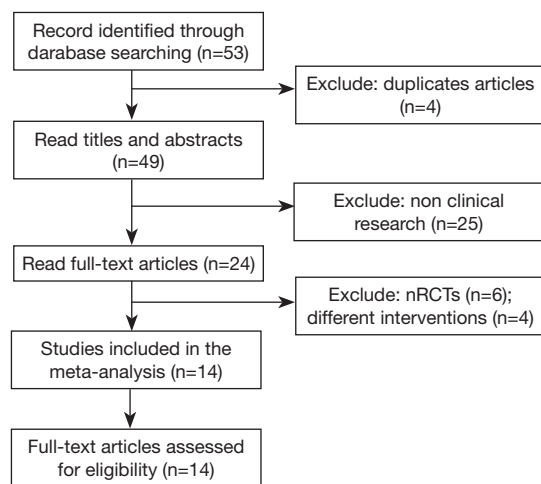 Record identified through
darabase searching (n=53)
Exclude: duplicates articles
(n=4)
Read titles and abstracts
(n=49)
Exclude: non clinical
research (n=25)
Read full-text articles (n=24)
Exclude: nRCTs (n=6);
different interventions (n=4)
Studies included in the
meta-analysis (n=14)
Full-text articles assessed
for eligibility (n=14)